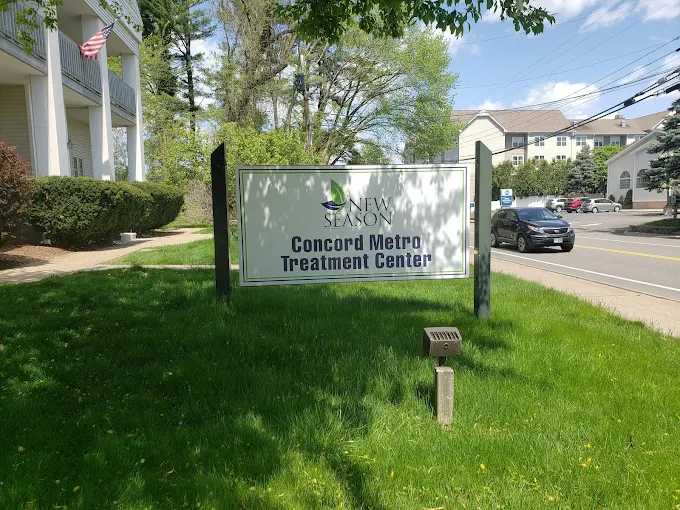 NEW
SEASON
Concord Metro
Treatment Center